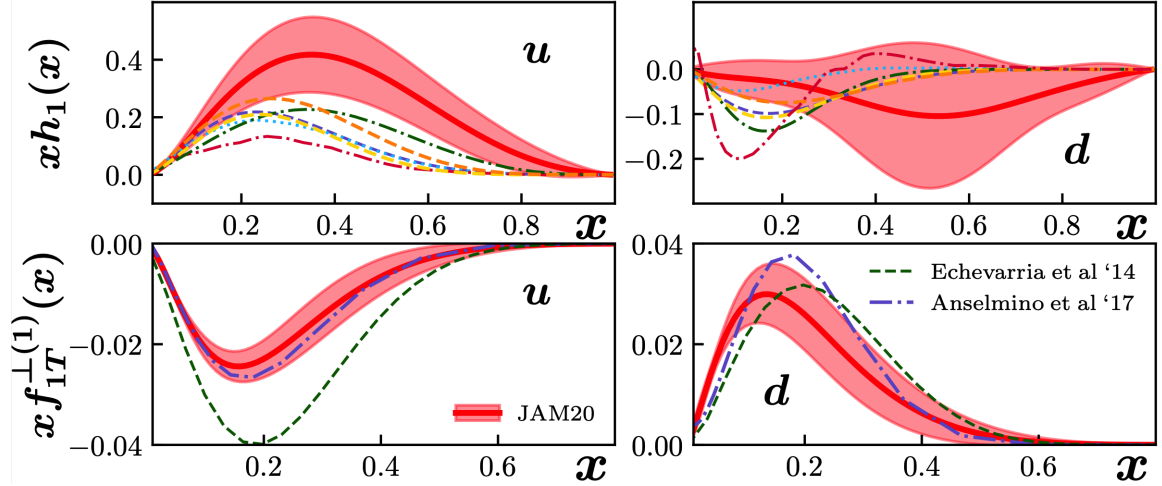 xh₁(x)
0.4
0.2
0.0
u
0.2 0.4 0.6 0.8 x
0.0
−0.1
−0.2
d
0.2 0.4 0.6 0.8 x
xf₁T^⊥(1)(x)
0.00
−0.02
−0.04
u
JAM20
0.2 0.4 0.6 x
0.04
0.02
0.00
Echevarria et al ‘14
Anselmino et al ‘17
d
0.2 0.4 0.6 x